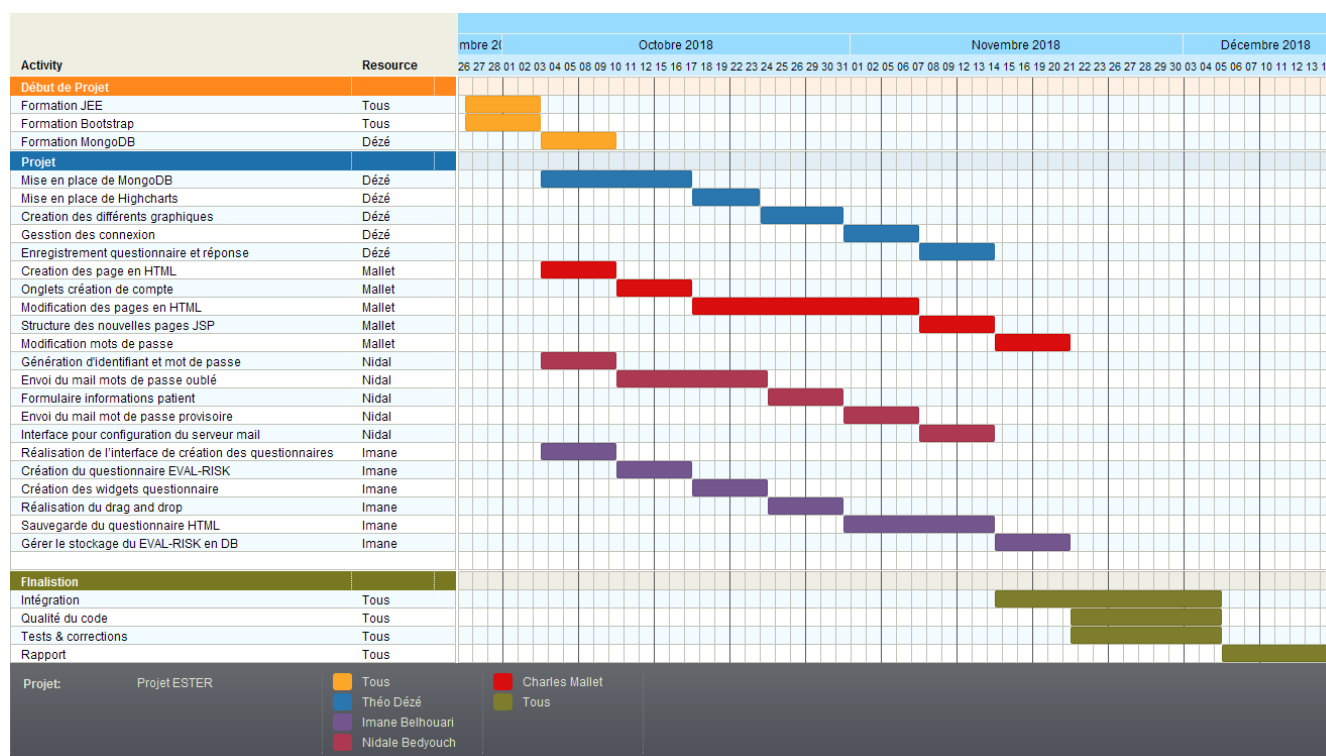 embre 20 Octobre 2018 Novembre 2018 Décembre 2018
Activity Resource 26 27 28 01 02 03 04 05 08 09 10 11 12 15 16 17 18 19 22 23 24 25 26 29 30 31 01 02 05 06 07 08 09 12 13 14 15 16 19 20 21 22 23 26 27 28 29 30 03 04 05 06 07 10 11 12 13 1
Début de Projet
Formation JEE Tous
Formation Bootstrap Tous
Formation MongoDB Dézé
Projet
Mise en place de MongoDB Dézé
Mise en place de Highcharts Dézé
Creation des différents graphiques Dézé
Gesstion des connexion Dézé
Enregistrement questionnaire et réponse Dézé
Creation des page en HTML Mallet
Onglets création de compte Mallet
Modification des pages en HTML Mallet
Structure des nouvelles pages JSP Mallet
Modification mots de passe Mallet
Génération d'identifiant et mot de passe Nidal
Envoi du mail mots de passe oublé Nidal
Formulaire informations patient Nidal
Envoi du mail mot de passe provisoire Nidal
Interface pour configuration du serveur mail Nidal
Réalisation de l'interface de création des questionnaires Imane
Création du questionnaire EVAL-RISK Imane
Création des widgets questionnaire Imane
Réalisation du drag and drop Imane
Sauvegarde du questionnaire HTML Imane
Gérer le stockage du EVAL-RISK en DB Imane
FInalistion
Intégration Tous
Qualité du code Tous
Tests & corrections Tous
Rapport Tous
Projet: Projet ESTER Tous Charles Mallet
Théo Dézé Tous
Imane Belhouari
Nidale Bedyouch